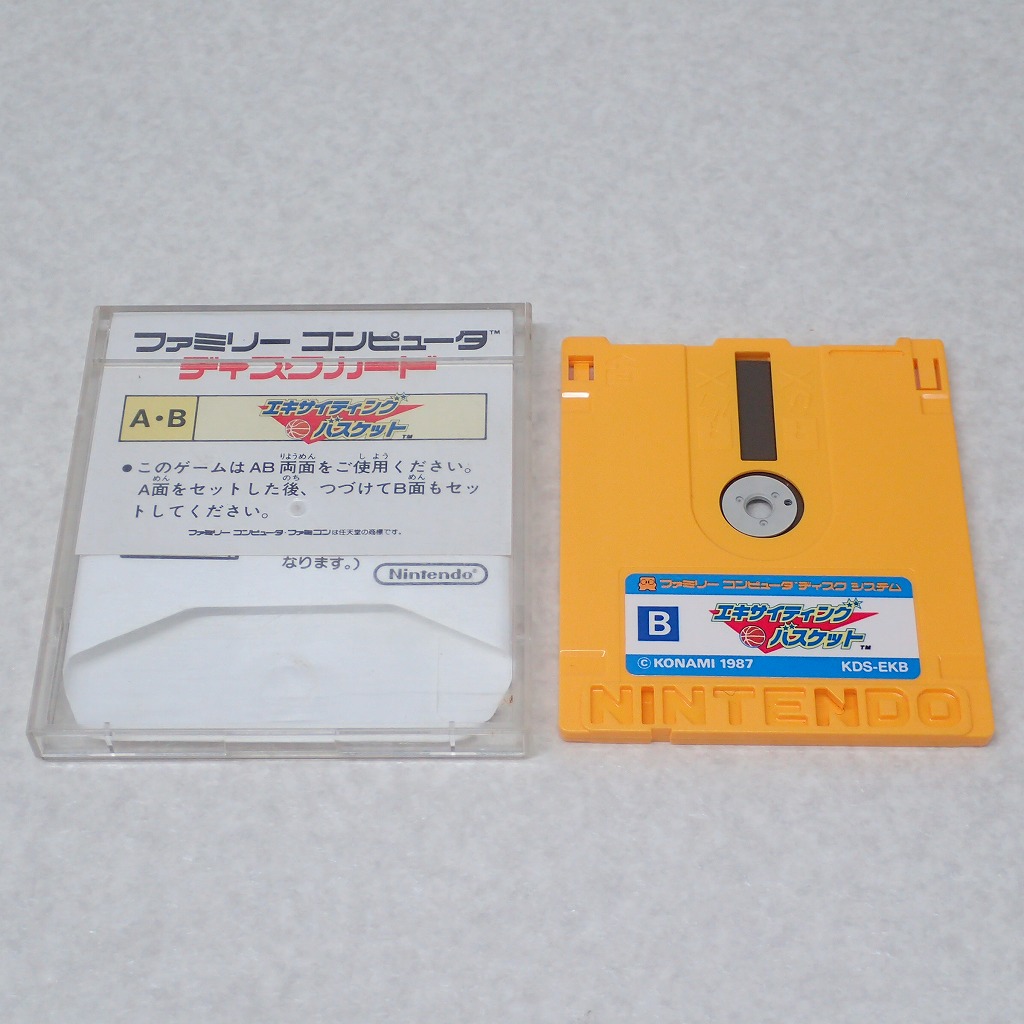 ファミリー コンピュータ™
ディスクカード
A・B
エキサイティング
バスケット™
●このゲームはAB両面をご使用ください。
A面をセットした後、つづけてB面もセッ
トしてください。
ファミリー コンピュータ・ファミコンは任天堂の商標です。
なります。)
Nintendo®
ファミリー コンピュータ ディスク システム
B
エキサイティング
バスケット™
© KONAMI 1987 KDS-EKB
NINTENDO